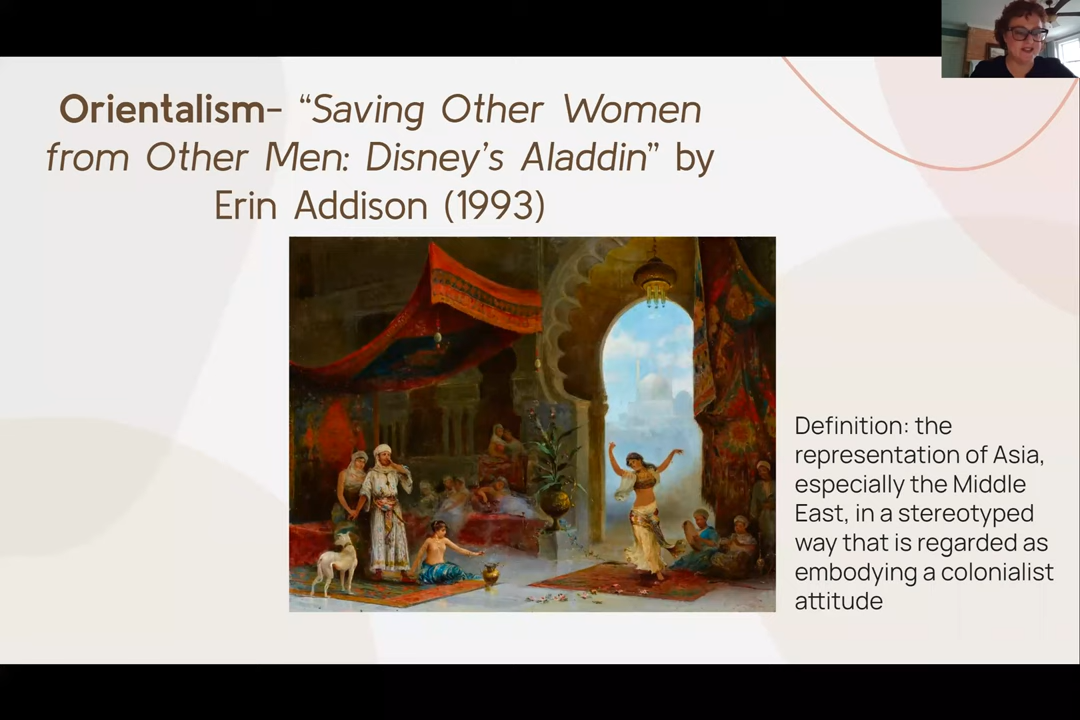 Orientalism- “Saving Other Women
from Other Men: Disney’s Aladdin” by
Erin Addison (1993)
Definition: the
representation of Asia,
especially the Middle
East, in a stereotyped
way that is regarded as
embodying a colonialist
attitude